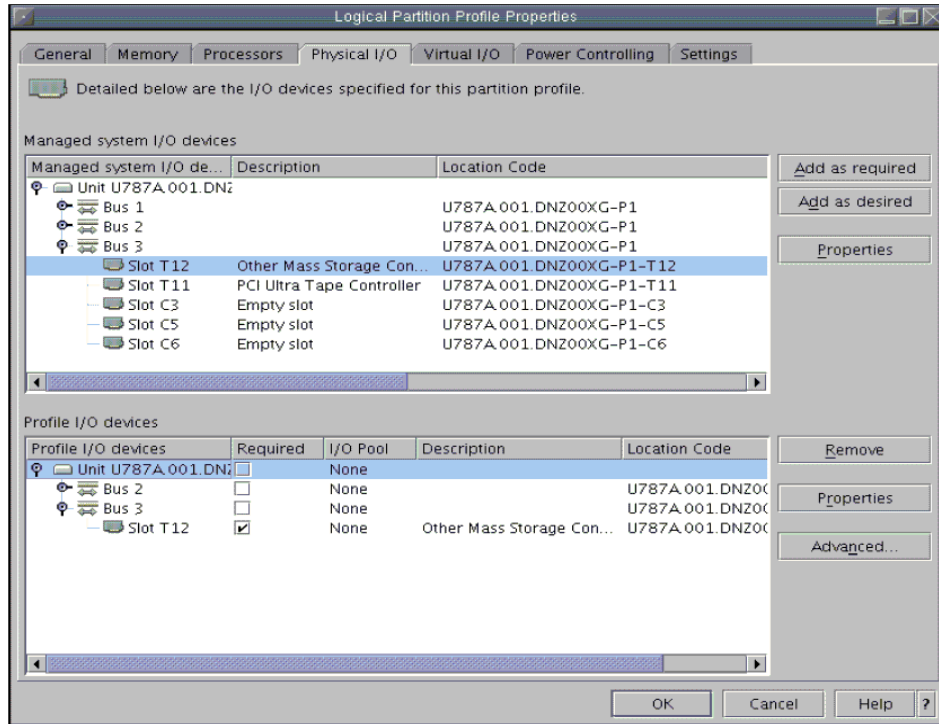 Logical Partition Profile Properties
General Memory Processors Physical I/O Virtual I/O Power Controlling Settings
Detailed below are the I/O devices specified for this partition profile.
Managed system I/O devices
Managed system I/O de... Description Location Code
Unit U787A.001.DNZ
Bus 1 U787A.001.DNZ00XG-P1
Bus 2 U787A.001.DNZ00XG-P1
Bus 3 U787A.001.DNZ00XG-P1
Slot T12 Other Mass Storage Con... U787A.001.DNZ00XG-P1-T12
Slot T11 PCI Ultra Tape Controller U787A.001.DNZ00XG-P1-T11
Slot C3 Empty slot U787A.001.DNZ00XG-P1-C3
Slot C5 Empty slot U787A.001.DNZ00XG-P1-C5
Slot C6 Empty slot U787A.001.DNZ00XG-P1-C6
Add as required
Add as desired
Properties
Profile I/O devices
Profile I/O devices Required I/O Pool Description Location Code
Unit U787A.001.DNZ None
Bus 2 None U787A.001.DNZ0(
Bus 3 None U787A.001.DNZ0(
Slot T12 None Other Mass Storage Con... U787A.001.DNZ0(
Remove
Properties
Advanced...
OK Cancel Help ?